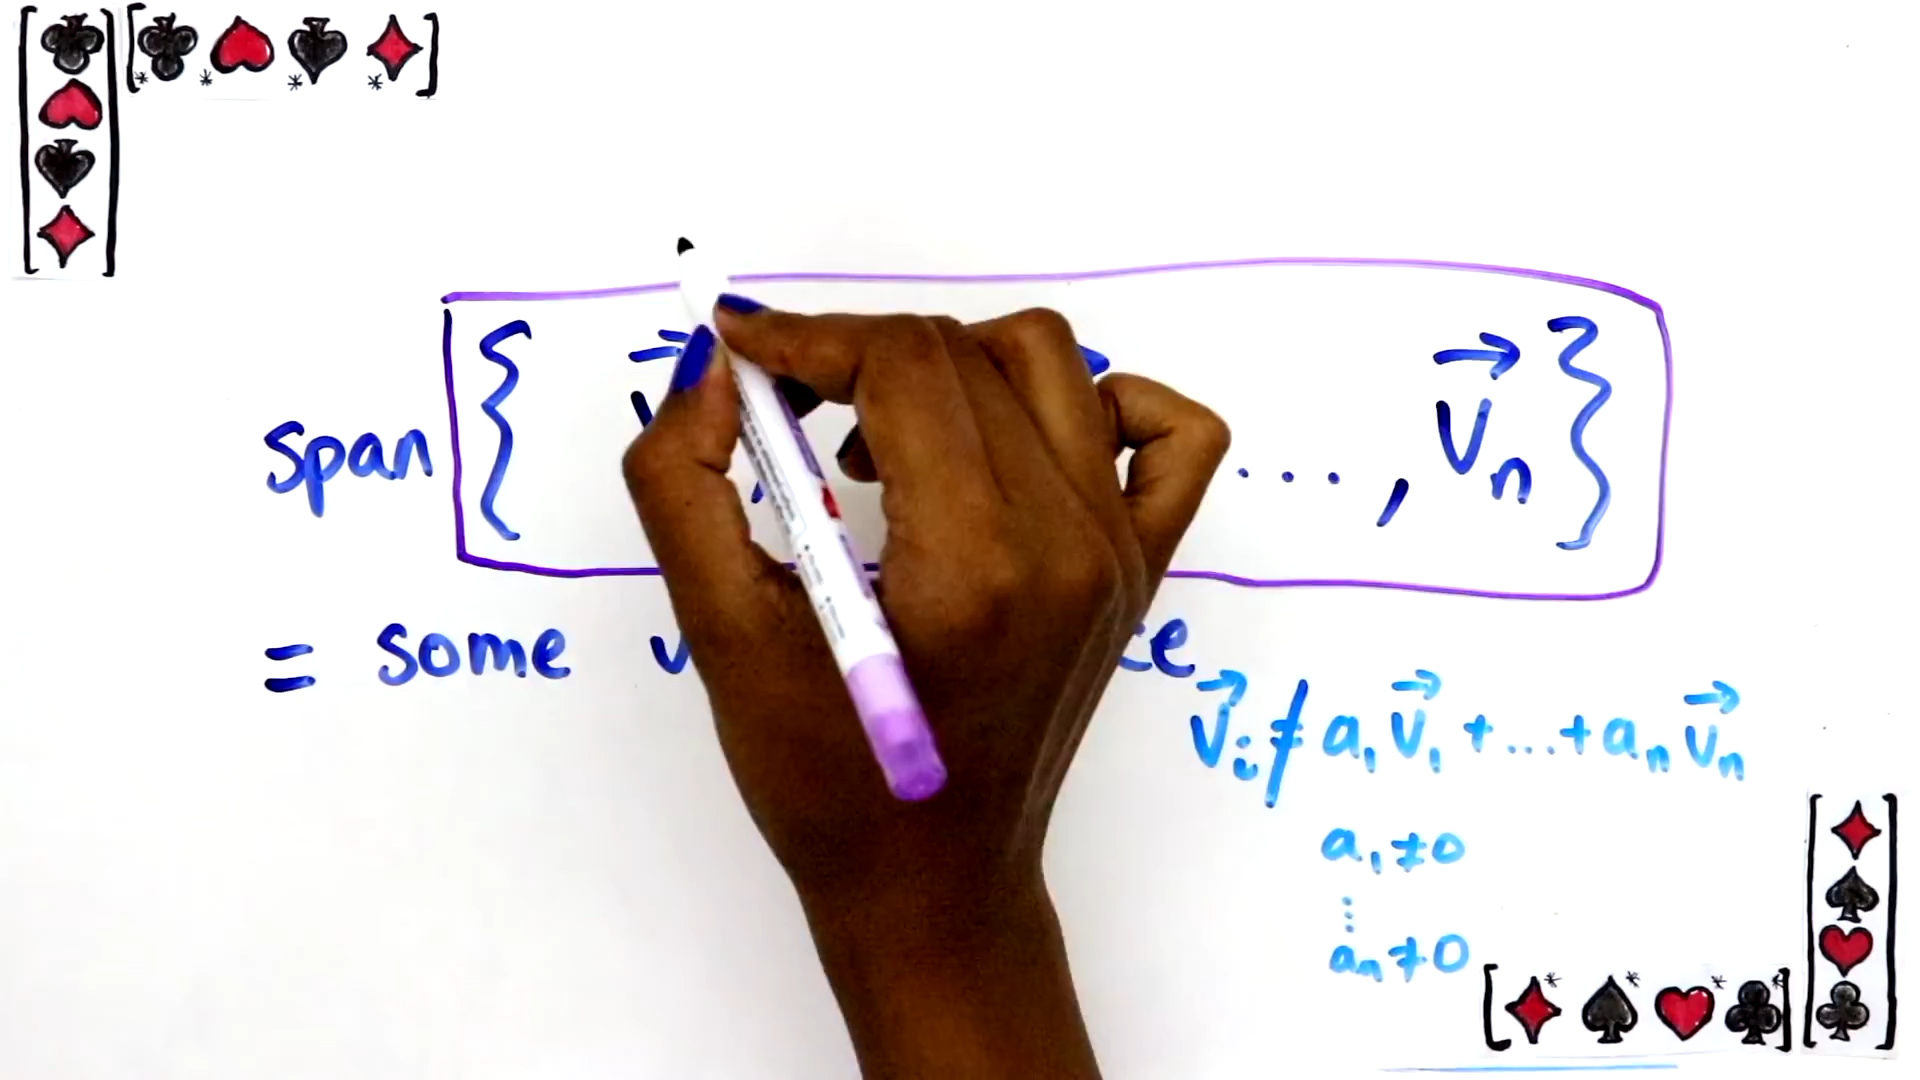 span { →v , . . . . , →vₙ }
= some
→vᵢ ≠ a₁ →v₁ + ... + aₙ →vₙ
a₁ ≠ 0
⋮
aₙ ≠ 0